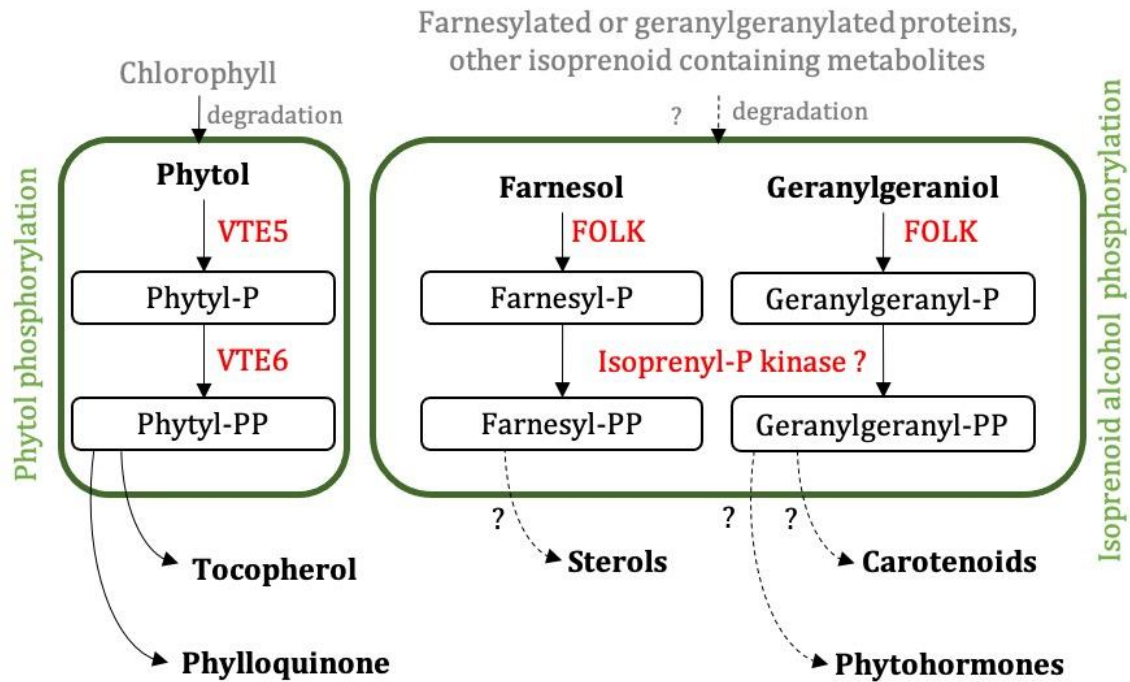 Chlorophyll
degradation
Phytol phosphorylation
Phytol
VTE5
Phytyl-P
VTE6
Phytyl-PP
Tocopherol
Phylloquinone
Farnesylated or geranylgeranylated proteins,
other isoprenoid containing metabolites
? degradation
Isoprenoid alcohol phosphorylation
Farnesol
FOLK
Farnesyl-P
Geranylgeraniol
FOLK
Geranylgeranyl-P
Isoprenyl-P kinase ?
Farnesyl-PP
Geranylgeranyl-PP
?
Sterols
?
?
Carotenoids
Phytohormones